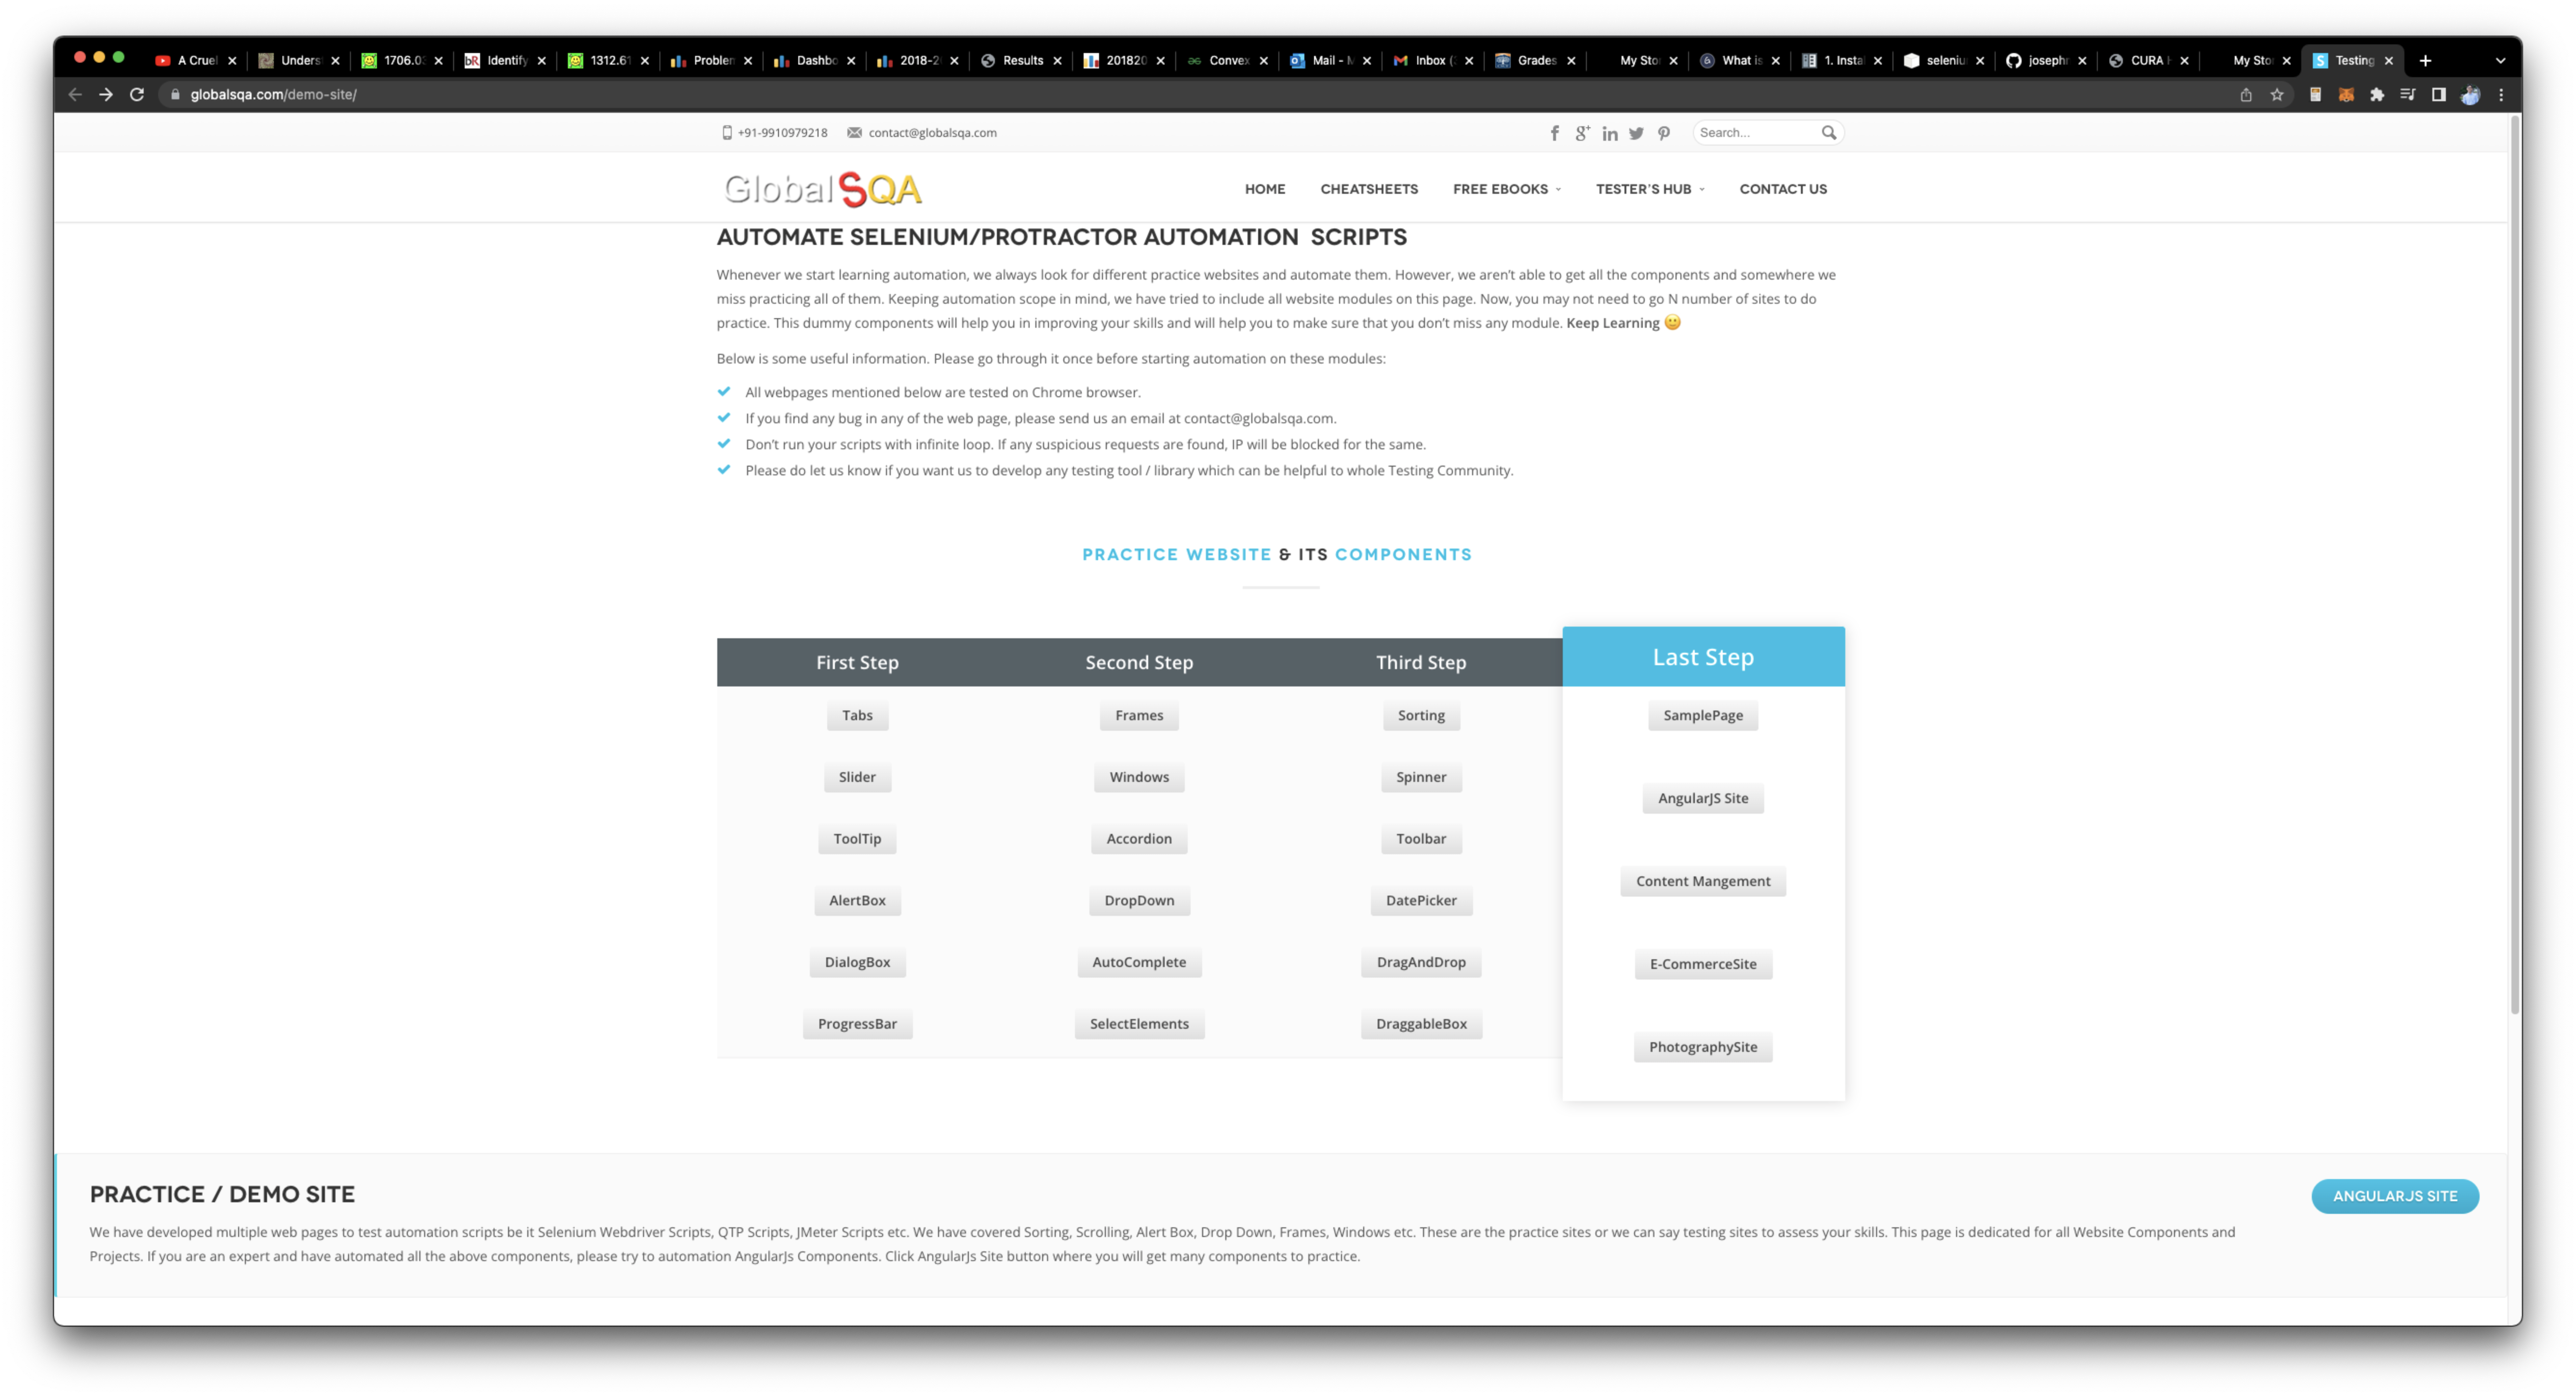 A Cruel
Unders
1706.03
bR Identify
1312.61
Problem
Dashbo
2018-2
Results
201820
Convex
Mail - M
Inbox (
Grades
My Stor
What is
1. Instal
seleniu
josephr
CURA H
My Stor
S Testing
globalsqa.com/demo-site/
+91-9910979218 contact@globalsqa.com
Search...
GlobalSQA
HOME CHEATSHEETS FREE EBOOKS TESTER'S HUB CONTACT US
AUTOMATE SELENIUM/PROTRACTOR AUTOMATION SCRIPTS
Whenever we start learning automation, we always look for different practice websites and automate them. However, we aren't able to get all the components and somewhere we
miss practicing all of them. Keeping automation scope in mind, we have tried to include all website modules on this page. Now, you may not need to go N number of sites to do
practice. This dummy components will help you in improving your skills and will help you to make sure that you don't miss any module. Keep Learning 🙂
Below is some useful information. Please go through it once before starting automation on these modules:
All webpages mentioned below are tested on Chrome browser.
If you find any bug in any of the web page, please send us an email at contact@globalsqa.com.
Don't run your scripts with infinite loop. If any suspicious requests are found, IP will be blocked for the same.
Please do let us know if you want us to develop any testing tool / library which can be helpful to whole Testing Community.
PRACTICE WEBSITE & ITS COMPONENTS
First Step
Tabs
Slider
ToolTip
AlertBox
DialogBox
ProgressBar
Second Step
Frames
Windows
Accordion
DropDown
AutoComplete
SelectElements
Third Step
Sorting
Spinner
Toolbar
DatePicker
DragAndDrop
DraggableBox
Last Step
SamplePage
AngularJS Site
Content Mangement
E-CommerceSite
PhotographySite
PRACTICE / DEMO SITE
We have developed multiple web pages to test automation scripts be it Selenium Webdriver Scripts, QTP Scripts, JMeter Scripts etc. We have covered Sorting, Scrolling, Alert Box, Drop Down, Frames, Windows etc. These are the practice sites or we can say testing sites to assess your skills. This page is dedicated for all Website Components and
Projects. If you are an expert and have automated all the above components, please try to automation AngularJs Components. Click AngularJs Site button where you will get many components to practice.
ANGULARJS SITE